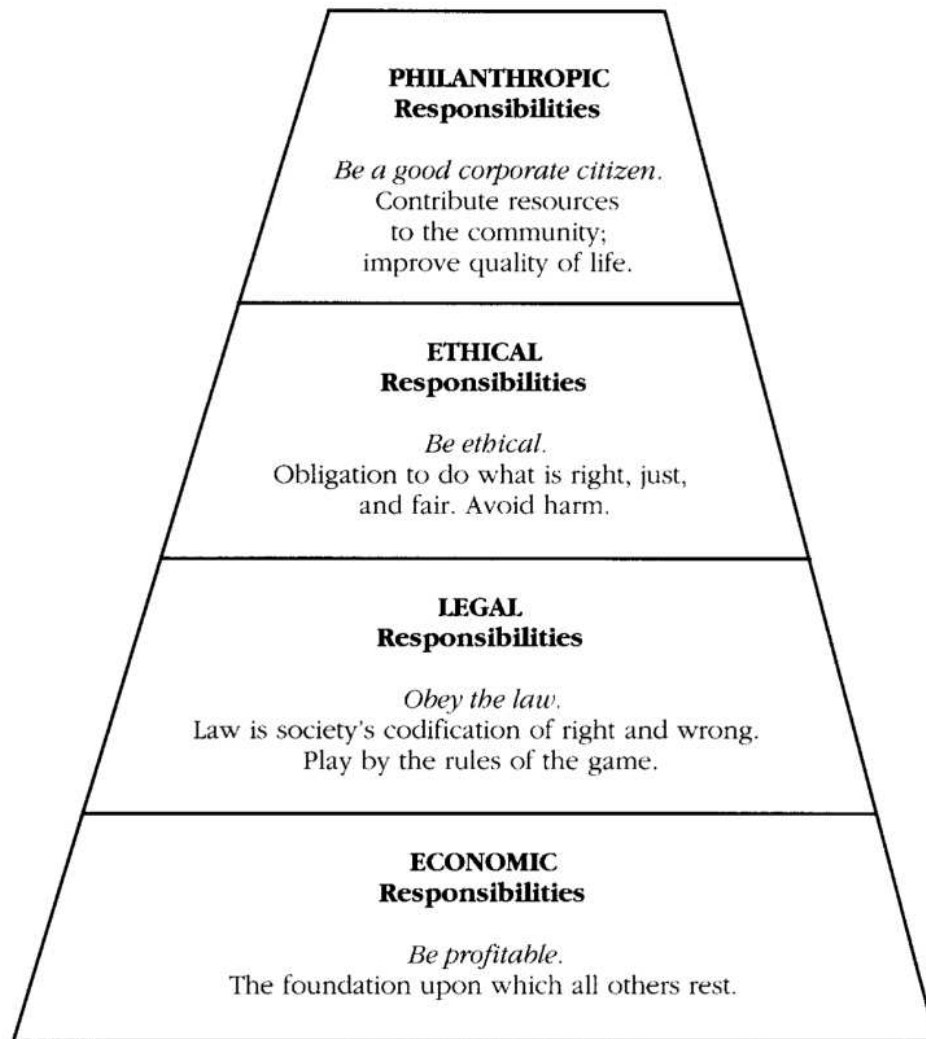 PHILANTHROPIC
Responsibilities
Be a good corporate citizen.
Contribute resources
to the community;
improve quality of life.
ETHICAL
Responsibilities
Be ethical.
Obligation to do what is right, just,
and fair. Avoid harm.
LEGAL
Responsibilities
Obey the law.
Law is society's codification of right and wrong.
Play by the rules of the game.
ECONOMIC
Responsibilities
Be profitable.
The foundation upon which all others rest.